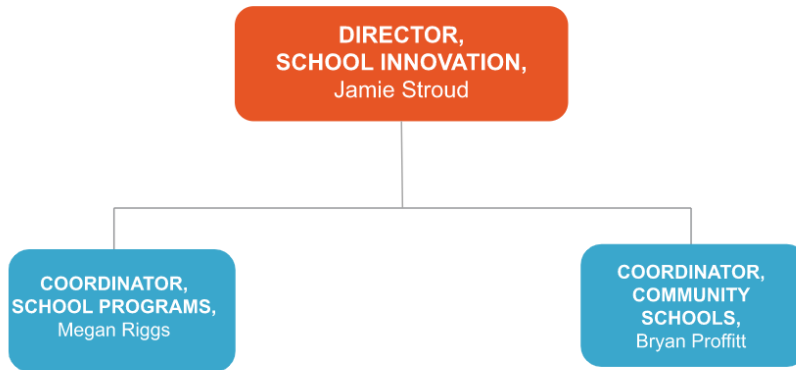 DIRECTOR,
SCHOOL INNOVATION,
Jamie Stroud
COORDINATOR,
SCHOOL PROGRAMS,
Megan Riggs
COORDINATOR,
COMMUNITY
SCHOOLS,
Bryan Proffitt